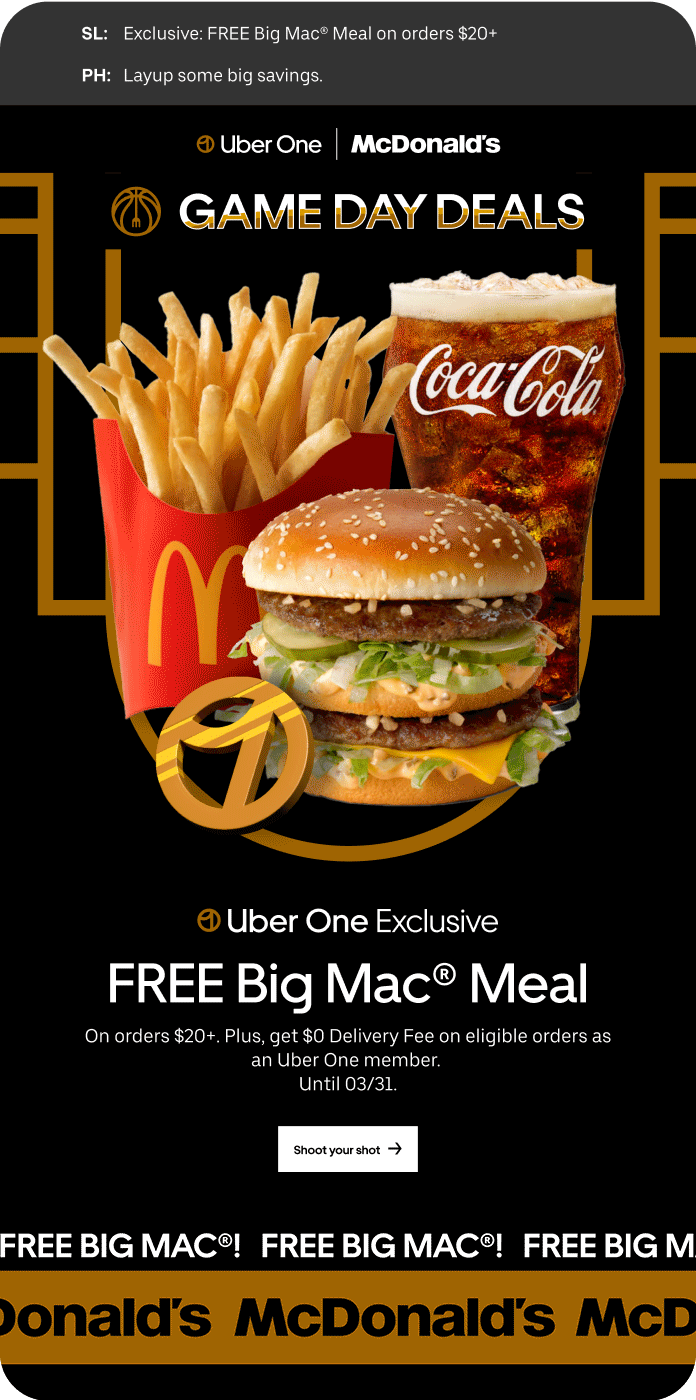 SL: Exclusive: FREE Big Mac® Meal on orders $20+
PH: Layup some big savings.
Uber One | McDonald's
GAME DAY DEALS
Coca-Cola
Uber One Exclusive
FREE Big Mac® Meal
On orders $20+. Plus, get $0 Delivery Fee on eligible orders as
an Uber One member.
Until 03/31.
Shoot your shot →
FREE BIG MAC®! FREE BIG MAC®! FREE BIG MA
Donald's McDonald's McD